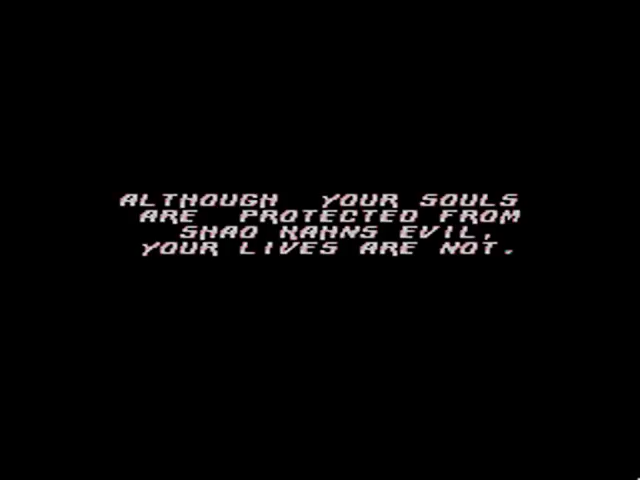 ALTHOUGH YOUR SOULS
ARE PROTECTED FROM
SHAO KAHNS EVIL,
YOUR LIVES ARE NOT.